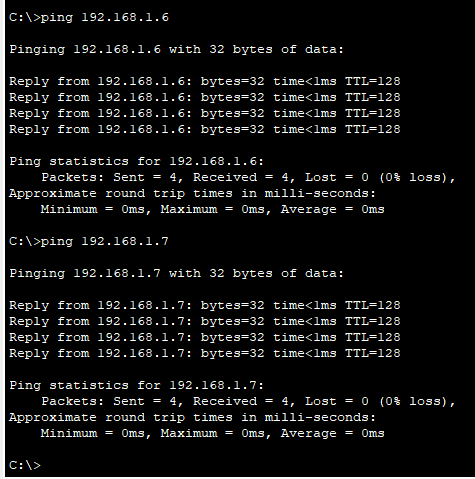 C:\>ping 192.168.1.6
Pinging 192.168.1.6 with 32 bytes of data:
Reply from 192.168.1.6: bytes=32 time<1ms TTL=128
Reply from 192.168.1.6: bytes=32 time<1ms TTL=128
Reply from 192.168.1.6: bytes=32 time<1ms TTL=128
Reply from 192.168.1.6: bytes=32 time<1ms TTL=128
Ping statistics for 192.168.1.6:
    Packets: Sent = 4, Received = 4, Lost = 0 (0% loss),
Approximate round trip times in milli-seconds:
    Minimum = 0ms, Maximum = 0ms, Average = 0ms
C:\>ping 192.168.1.7
Pinging 192.168.1.7 with 32 bytes of data:
Reply from 192.168.1.7: bytes=32 time<1ms TTL=128
Reply from 192.168.1.7: bytes=32 time<1ms TTL=128
Reply from 192.168.1.7: bytes=32 time<1ms TTL=128
Reply from 192.168.1.7: bytes=32 time<1ms TTL=128
Ping statistics for 192.168.1.7:
    Packets: Sent = 4, Received = 4, Lost = 0 (0% loss),
Approximate round trip times in milli-seconds:
    Minimum = 0ms, Maximum = 0ms, Average = 0ms
C:\>